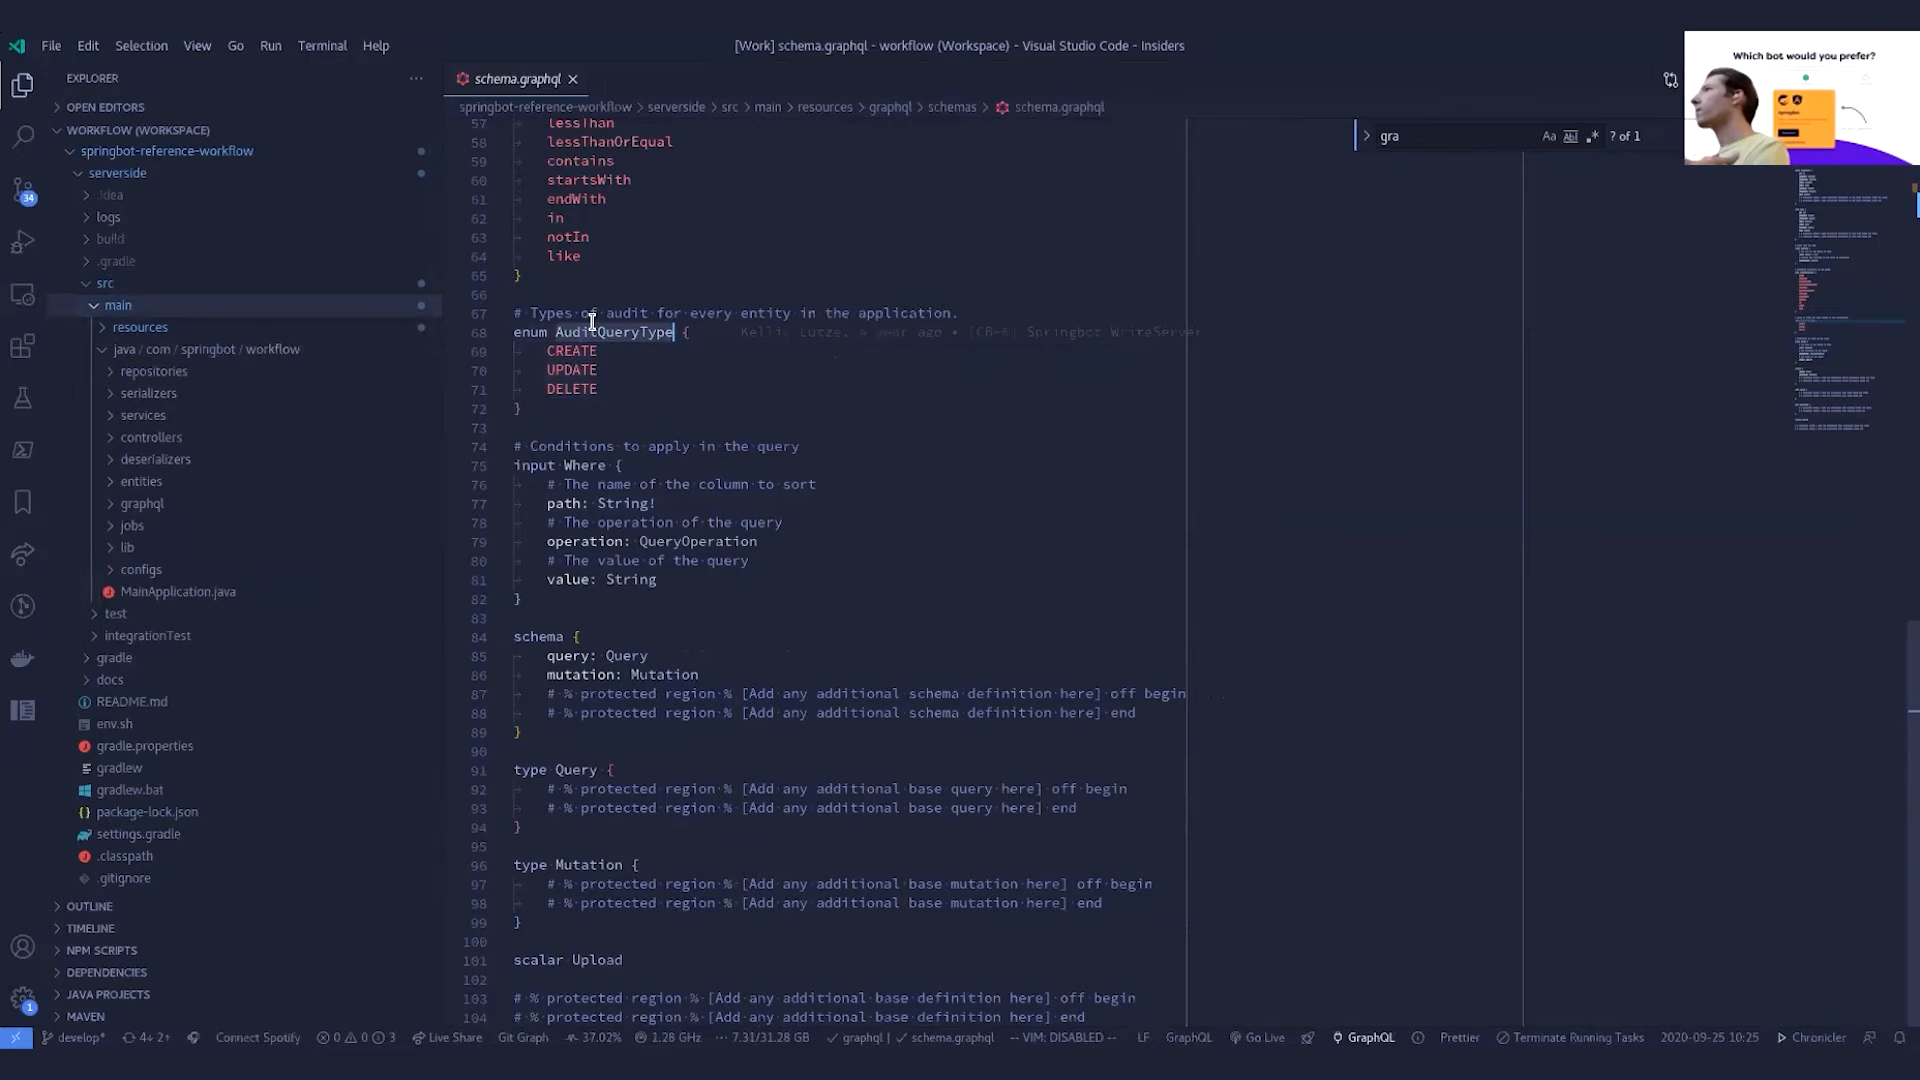 File Edit Selection View Go Run Terminal Help
[Work] schema.graphql - workflow (Workspace) - Visual Studio Code - Insiders
Which bot would you prefer?
EXPLORER
OPEN EDITORS
WORKFLOW (WORKSPACE)
springbot-reference-workflow
serverside
.idea
logs
build
.gradle
src
main
resources
java / com / springbot / workflow
repositories
serializers
services
controllers
deserializers
entities
graphql
jobs
lib
configs
MainApplication.java
test
integrationTest
gradle
docs
README.md
env.sh
gradle.properties
gradlew
gradlew.bat
package-lock.json
settings.gradle
.classpath
.gitignore
OUTLINE
TIMELINE
NPM SCRIPTS
DEPENDENCIES
JAVA PROJECTS
MAVEN
34
1
schema.graphql
springbot-reference-workflow > serverside > src > main > resources > graphql > schemas > schema.graphql
gra Aa Ab .* ? of 1
57 lessThan
58 lessThanOrEqual
59 contains
60 startsWith
61 endWith
62 in
63 notIn
64 like
65 }
66
67 # Types of audit for every entity in the application.
68 enum AuditQueryType { Springbot WriteServer
69 CREATE
70 UPDATE
71 DELETE
72 }
73
74 # Conditions to apply in the query
75 input Where {
76 # The name of the column to sort
77 path: String!
78 # The operation of the query
79 operation: QueryOperation
80 # The value of the query
81 value: String
82 }
83
84 schema {
85 query: Query
86 mutation: Mutation
87 # % protected region % [Add any additional schema definition here] off begin
88 # % protected region % [Add any additional schema definition here] end
89 }
90
91 type Query {
92 # % protected region % [Add any additional base query here] off begin
93 # % protected region % [Add any additional base query here] end
94 }
95
96 type Mutation {
97 # % protected region % [Add any additional base mutation here] off begin
98 # % protected region % [Add any additional base mutation here] end
99 }
100
101 scalar Upload
102
103 # % protected region % [Add any additional base definition here] off begin
104 # % protected region % [Add any additional base definition here] end
develop* 4↓ 2↑ Connect Spotify 0 0 3 Live Share Git Graph 37.02% 1.28 GHz 7.31/31.28 GB graphql | schema.graphql -- VIM: DISABLED -- LF GraphQL Go Live GraphQL Prettier Terminate Running Tasks 2020-09-25 10:25 Chronicler